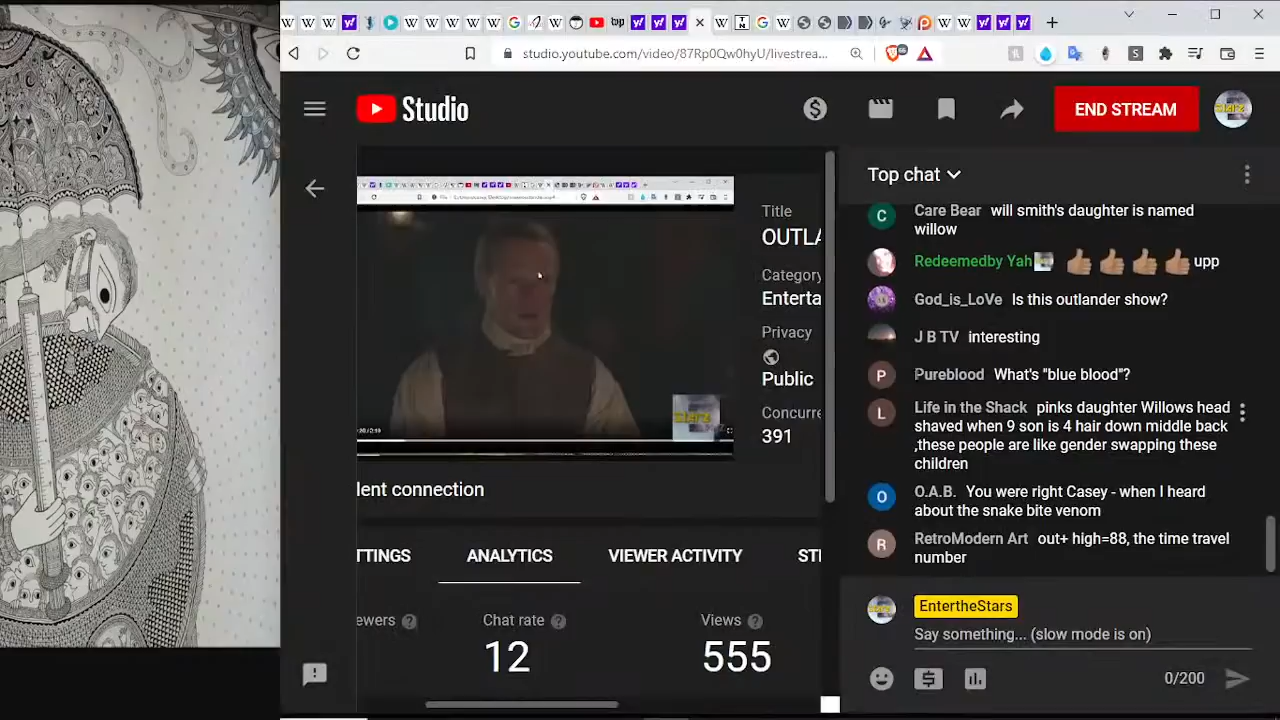 studio.youtube.com/video/87Rp0Qw0hyU/livestrea...
Studio
END STREAM
Title
OUTLA
Category
Enterta
Privacy
Public
Concurre
391
lent connection
TTINGS
ANALYTICS
VIEWER ACTIVITY
ST
ewers
Chat rate
12
Views
555
Top chat
Care Bear will smith's daughter is named
willow
Redeemedby Yah 👍🏽👍🏽👍🏽👍🏽 upp
God_is_LoVe Is this outlander show?
J B TV interesting
Pureblood What's "blue blood"?
Life in the Shack pinks daughter Willows head
shaved when 9 son is 4 hair down middle back
,these people are like gender swapping these
children
O.A.B. You were right Casey - when I heard
about the snake bite venom
RetroModern Art out+ high=88, the time travel
number
EntertheStars
Say something... (slow mode is on)
0/200